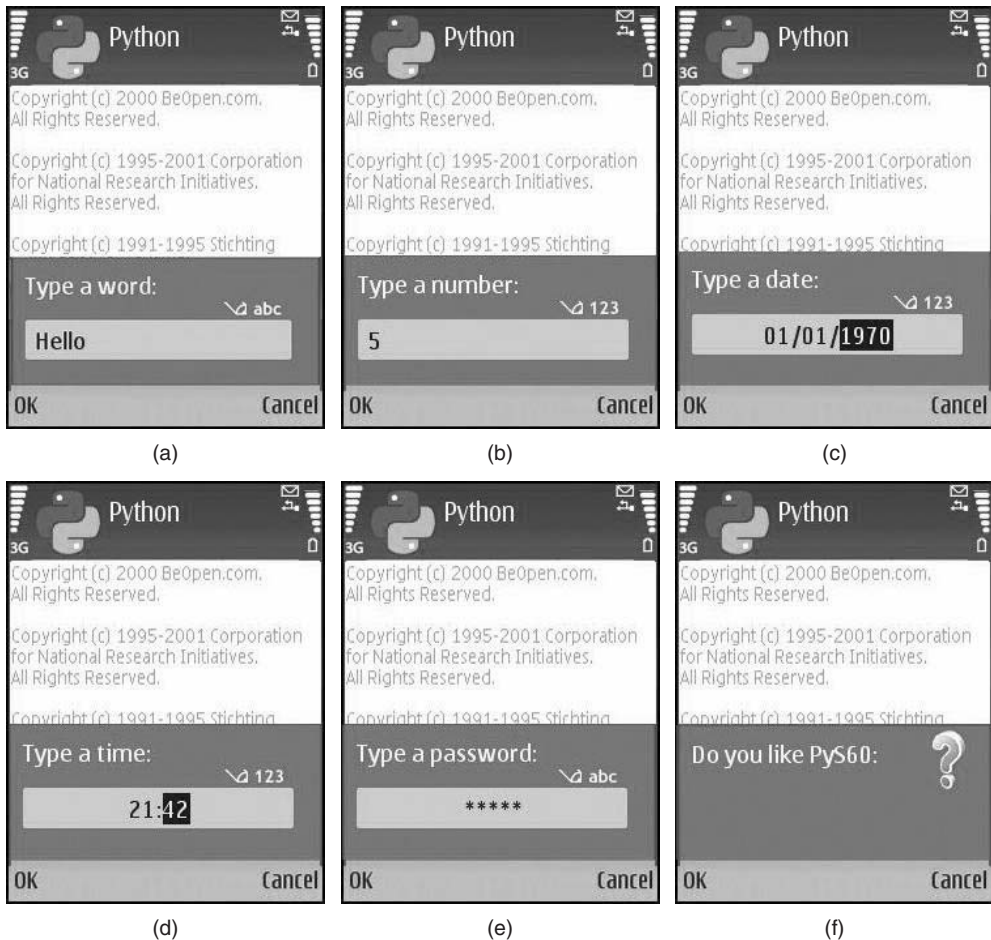 Python
3G
Copyright (c) 2000 BeOpen.com.
All Rights Reserved.
Copyright (c) 1995-2001 Corporation
for National Research Initiatives.
All Rights Reserved.
Copyright (c) 1991-1995 Stichting
Type a word:
abc
Hello
OK Cancel
(a)
Python
3G
Copyright (c) 2000 BeOpen.com.
All Rights Reserved.
Copyright (c) 1995-2001 Corporation
for National Research Initiatives.
All Rights Reserved.
Copyright (c) 1991-1995 Stichting
Type a number:
123
5
OK Cancel
(b)
Python
3G
Copyright (c) 2000 BeOpen.com.
All Rights Reserved.
Copyright (c) 1995-2001 Corporation
for National Research Initiatives.
All Rights Reserved.
Copyright (c) 1991-1995 Stichting
Type a date:
123
01/01/1970
OK Cancel
(c)
Python
3G
Copyright (c) 2000 BeOpen.com.
All Rights Reserved.
Copyright (c) 1995-2001 Corporation
for National Research Initiatives.
All Rights Reserved.
Copyright (c) 1991-1995 Stichting
Type a time:
123
21:42
OK Cancel
(d)
Python
3G
Copyright (c) 2000 BeOpen.com.
All Rights Reserved.
Copyright (c) 1995-2001 Corporation
for National Research Initiatives.
All Rights Reserved.
Copyright (c) 1991-1995 Stichting
Type a password:
abc
*****
OK Cancel
(e)
Python
3G
Copyright (c) 2000 BeOpen.com.
All Rights Reserved.
Copyright (c) 1995-2001 Corporation
for National Research Initiatives.
All Rights Reserved.
Copyright (c) 1991-1995 Stichting
Do you like PyS60:
?
OK Cancel
(f)